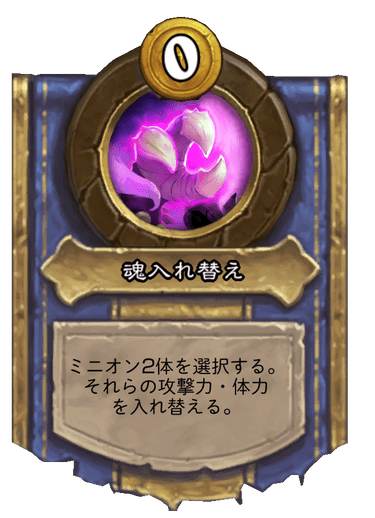 0
魂入れ替え
ミニオン2体を選択する。
それらの攻撃力・体力
を入れ替える。